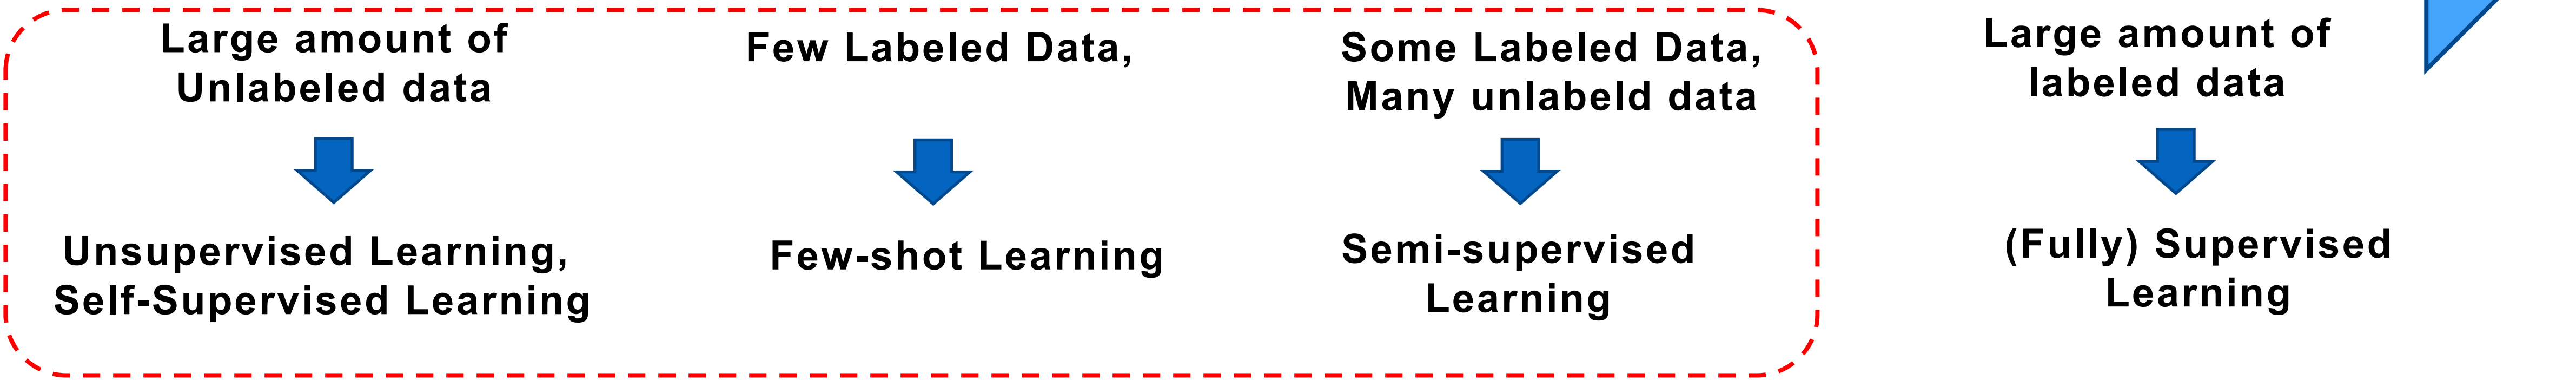 Large amount of
Unlabeled data
Unsupervised Learning,
Self-Supervised Learning
Few Labeled Data,
Few-shot Learning
Some Labeled Data,
Many unlabeld data
Semi-supervised
Learning
Large amount of
labeled data
(Fully) Supervised
Learning